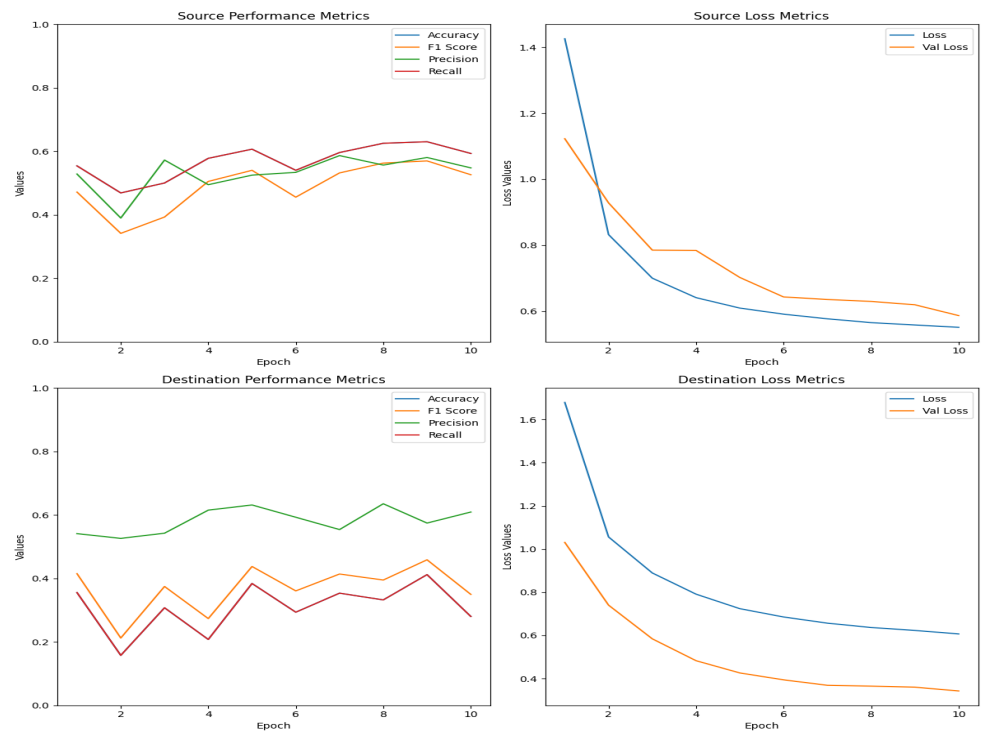 Source Performance Metrics
1.0
0.8
0.6
0.4
0.2
0.0
Values
Accuracy
F1 Score
Precision
Recall
2 4 6 8 10
Epoch
Source Loss Metrics
1.4
1.2
1.0
0.8
0.6
Loss Values
Loss
Val Loss
2 4 6 8 10
Epoch
Destination Performance Metrics
1.0
0.8
0.6
0.4
0.2
0.0
Values
Accuracy
F1 Score
Precision
Recall
2 4 6 8 10
Epoch
Destination Loss Metrics
1.6
1.4
1.2
1.0
0.8
0.6
0.4
Loss Values
Loss
Val Loss
2 4 6 8 10
Epoch